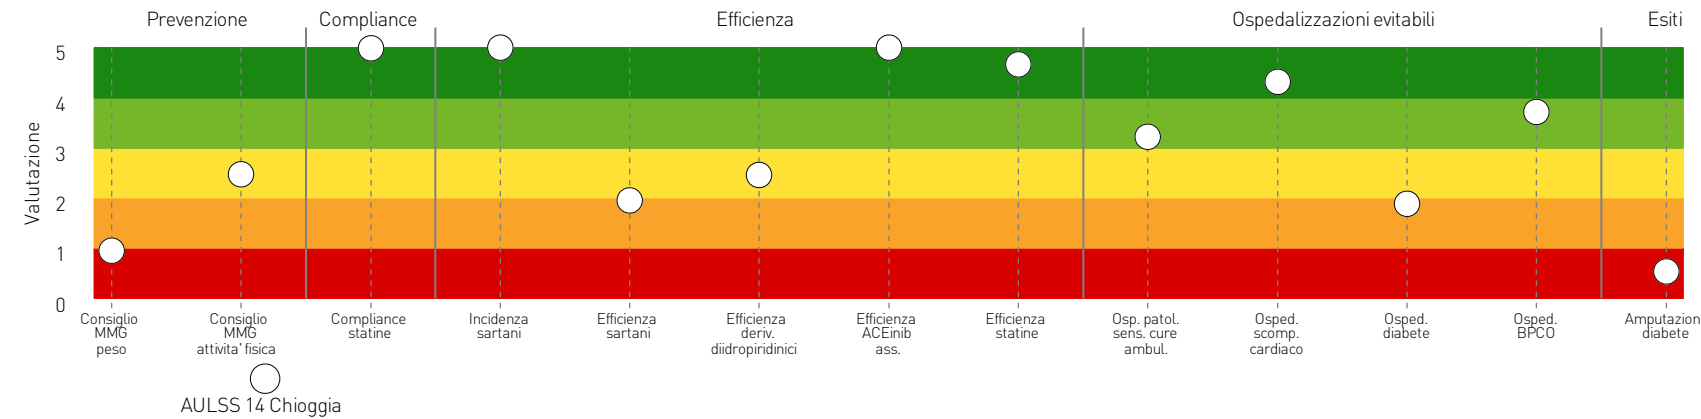 Prevenzione
Compliance
Efficienza
Ospedalizzazioni evitabili
Esiti
Valutazione
5
4
3
2
1
0
Consiglio
MMG
peso
Consiglio
MMG
attivita' fisica
Compliance
statine
Incidenza
sartani
Efficienza
sartani
Efficienza
deriv.
diidropiridinici
Efficienza
ACEinib
ass.
Efficienza
statine
Osp. patol.
sens. cure
ambul.
Osped.
scomp.
cardiaco
Osped.
diabete
Osped.
BPCO
Amputazion
diabete
AULSS 14 Chioggia